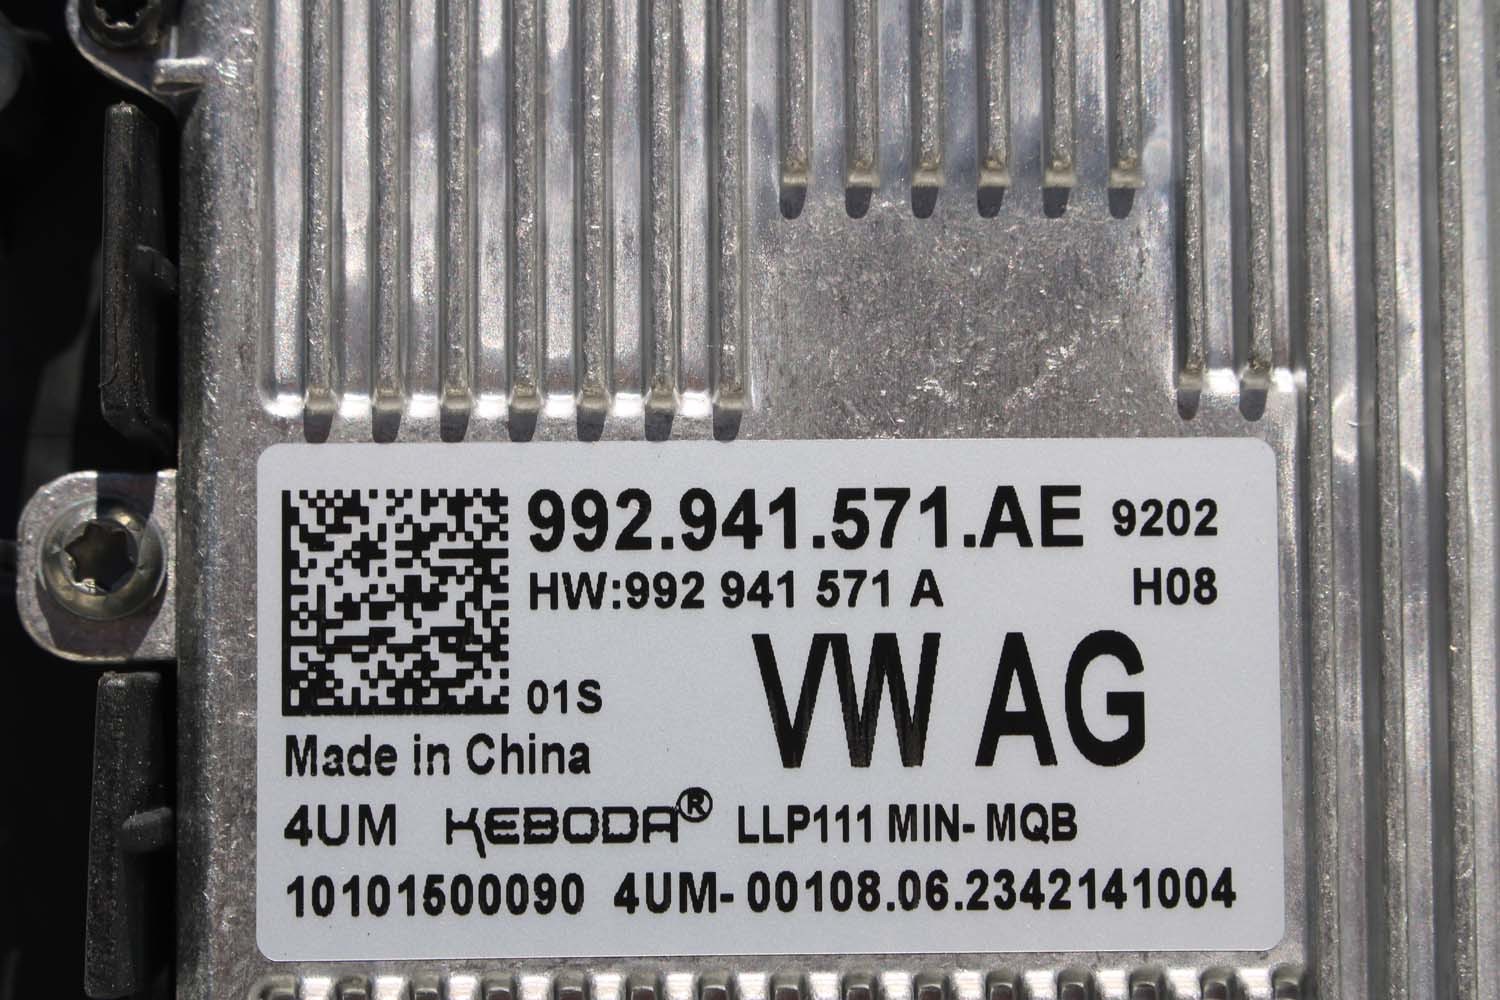 992.941.571.AE 9202
HW:992 941 571 A H08
VW AG
01S
Made in China
4UM KEBODA® LLP111 MIN- MQB
10101500090 4UM- 00108.06.2342141004